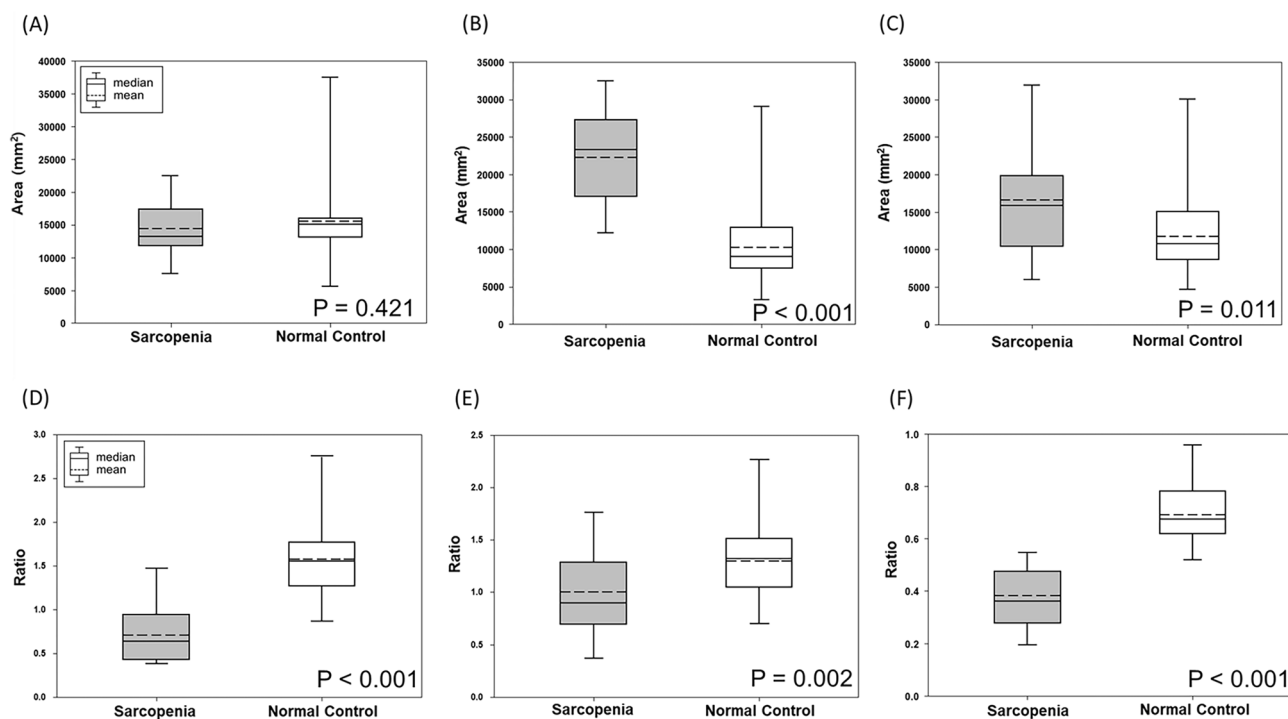 (A)
40000
35000
30000
25000
20000
15000
10000
5000
0
Area (mm²)
median
mean
P = 0.421
Sarcopenia
Normal Control
(B)
35000
30000
25000
20000
15000
10000
5000
0
Area (mm²)
P < 0.001
Sarcopenia
Normal Control
(C)
35000
30000
25000
20000
15000
10000
5000
0
Area (mm²)
P = 0.011
Sarcopenia
Normal Control
(D)
3.0
2.5
2.0
1.5
1.0
0.5
0.0
Ratio
median
mean
P < 0.001
Sarcopenia
Normal Control
(E)
2.5
2.0
1.5
1.0
0.5
0.0
Ratio
P = 0.002
Sarcopenia
Normal Control
(F)
1.0
0.8
0.6
0.4
0.2
0.0
Ratio
P < 0.001
Sarcopenia
Normal Control